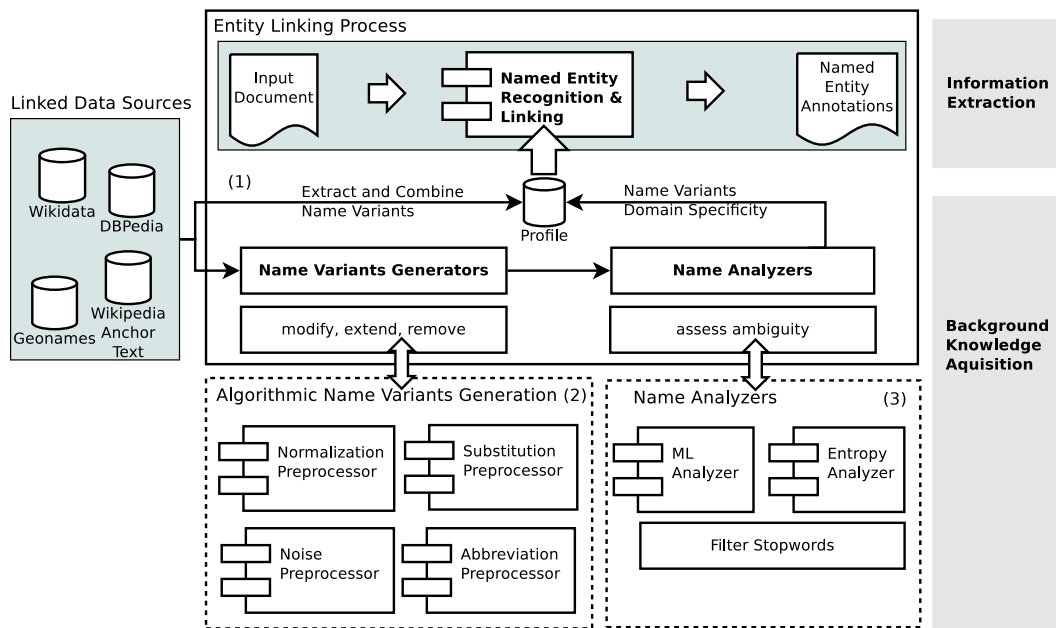 Entity Linking Process
Input
Document
Named Entity
Recognition &
Linking
Named
Entity
Annotations
Information
Extraction
Linked Data Sources
Wikidata
DBPedia
Geonames
Wikipedia
Anchor
Text
(1)
Extract and Combine
Name Variants
Profile
Name Variants
Domain Specificity
Name Variants Generators
Name Analyzers
modify, extend, remove
assess ambiguity
Background
Knowledge
Aquisition
Algorithmic Name Variants Generation (2)
Normalization
Preprocessor
Substitution
Preprocessor
Noise
Preprocessor
Abbreviation
Preprocessor
Name Analyzers
(3)
ML
Analyzer
Entropy
Analyzer
Filter Stopwords